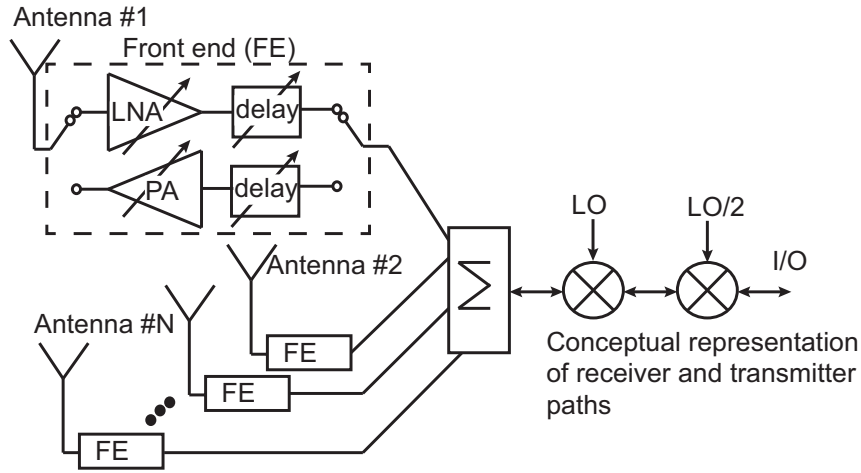 Antenna #1
Front end (FE)
LNA
delay
PA
delay
Antenna #2
LO
LO/2
I/O
Σ
Antenna #N
FE
FE
FE
Conceptual representation
of receiver and transmitter
paths